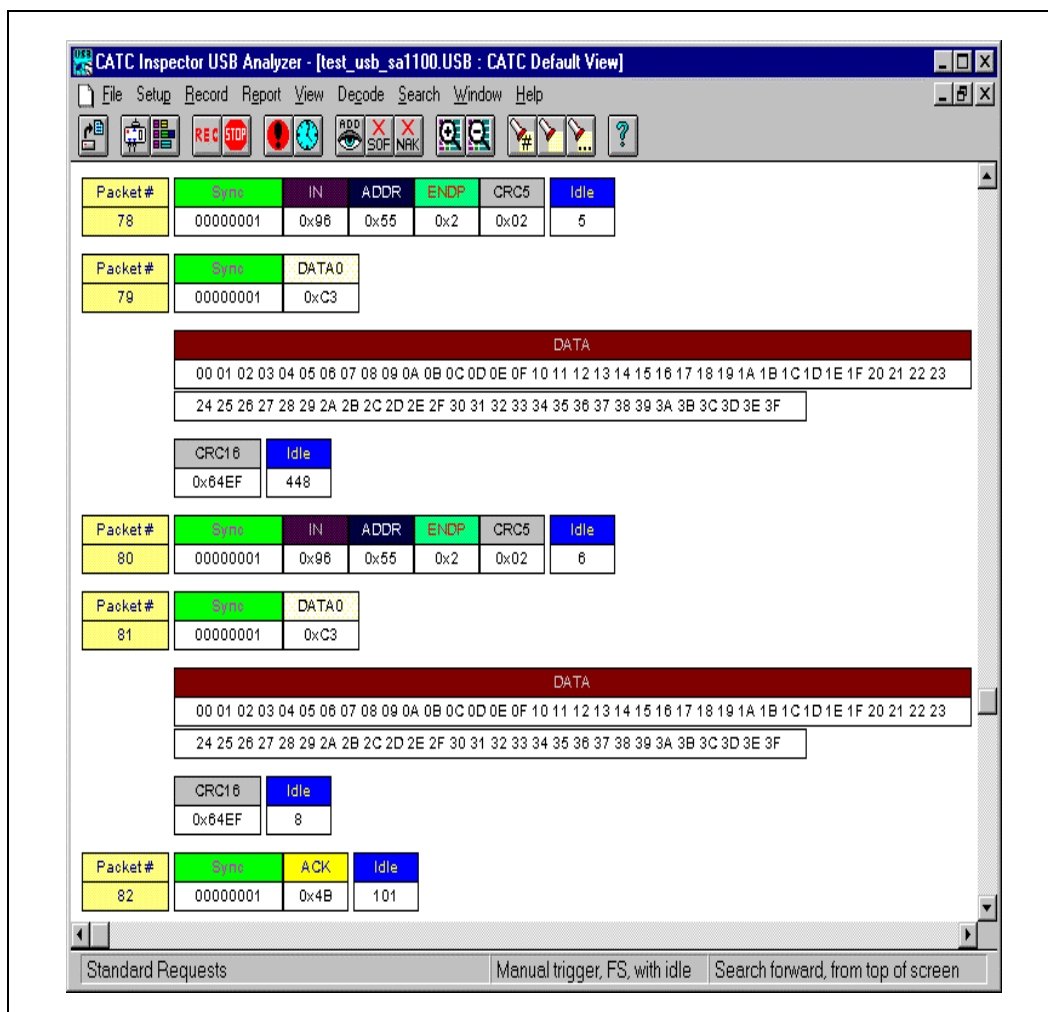 CATC Inspector USB Analyzer - [test_usb_sa1100.USB : CATC Default View]
File Setup Record Report View Decode Search Window Help
REC STOP ADD SOF NAK # ?
Packet # Sync IN ADDR ENDP CRC5 Idle
78 00000001 0x96 0x55 0x2 0x02 5
Packet # Sync DATA0
79 00000001 0xC3
DATA
00 01 02 03 04 05 06 07 08 09 0A 0B 0C 0D 0E 0F 10 11 12 13 14 15 16 17 18 19 1A 1B 1C 1D 1E 1F 20 21 22 23
24 25 26 27 28 29 2A 2B 2C 2D 2E 2F 30 31 32 33 34 35 36 37 38 39 3A 3B 3C 3D 3E 3F
CRC16 Idle
0x64EF 448
Packet # Sync IN ADDR ENDP CRC5 Idle
80 00000001 0x96 0x55 0x2 0x02 6
Packet # Sync DATA0
81 00000001 0xC3
DATA
00 01 02 03 04 05 06 07 08 09 0A 0B 0C 0D 0E 0F 10 11 12 13 14 15 16 17 18 19 1A 1B 1C 1D 1E 1F 20 21 22 23
24 25 26 27 28 29 2A 2B 2C 2D 2E 2F 30 31 32 33 34 35 36 37 38 39 3A 3B 3C 3D 3E 3F
CRC16 Idle
0x64EF 8
Packet # Sync ACK Idle
82 00000001 0x4B 101
Standard Requests Manual trigger, FS, with idle Search forward, from top of screen